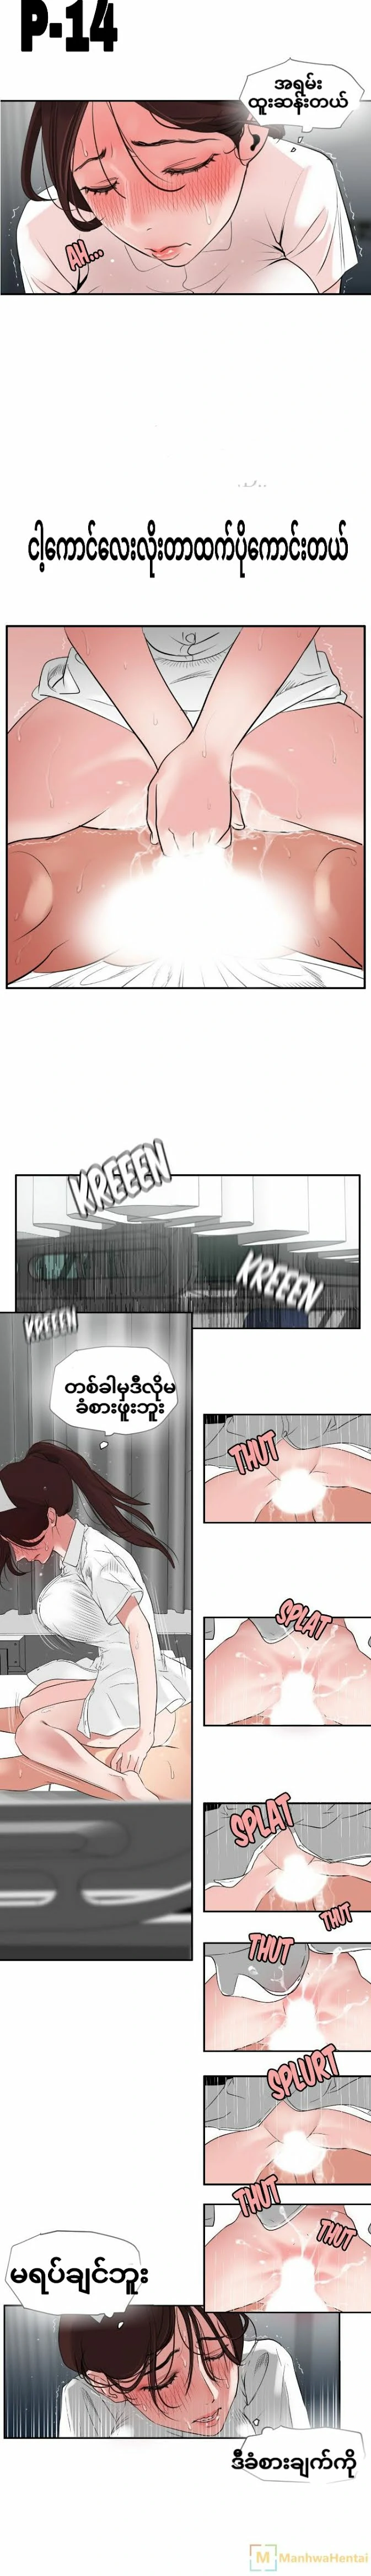 P-14
အရမ်း
ထူးဆန်းတယ်
AH...
ငါ့ကောင်လေးလိုးတာထက်ပိုကောင်းတယ်
KREEEN
KREEEN
KREEEN
တစ်ခါမှဒီလိုမ
ခံစားဖူးဘူး
THUT
SPLAT
SPLAT
THUT
THUT
SPLURT
THUT
THUT
မရပ်ချင်ဘူး
ဒီခံစားချက်ကို
M ManhwaHentai